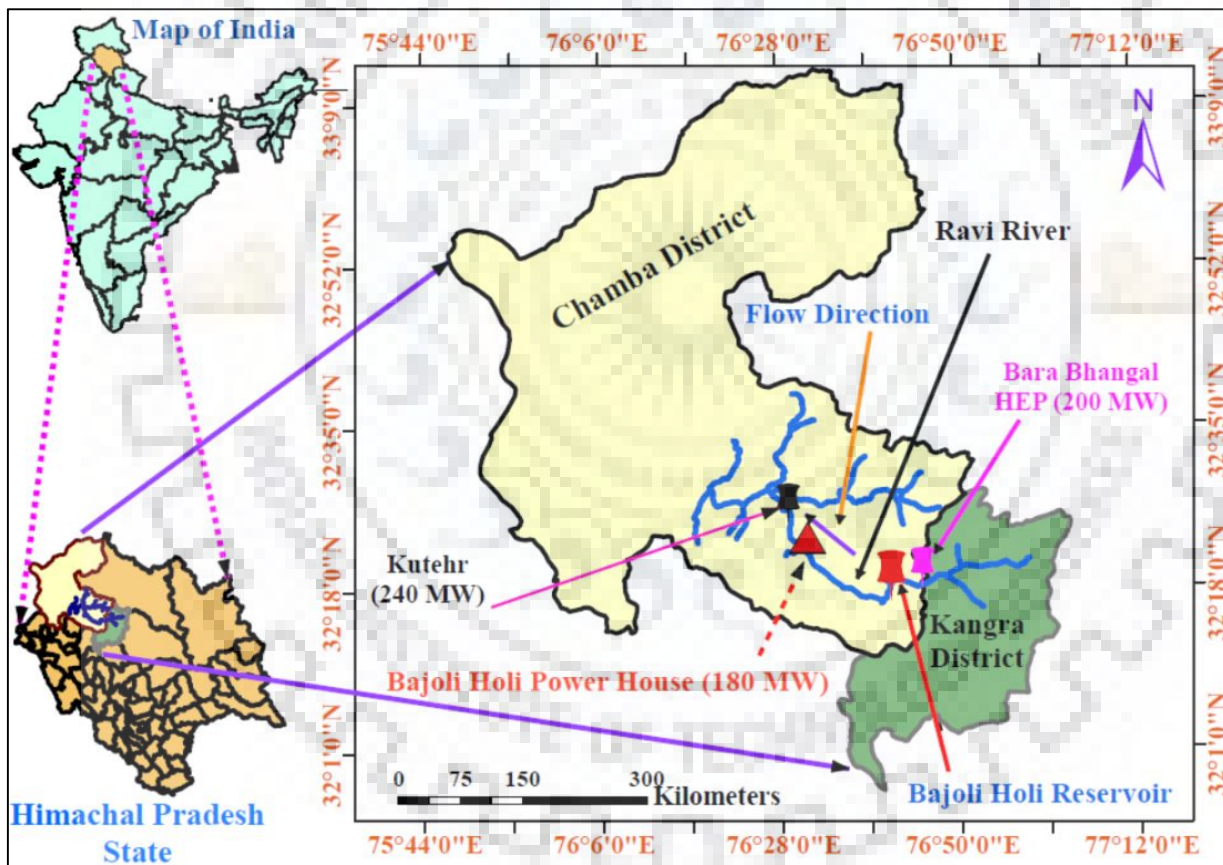 Map of India
75°44'0"E
76°6'0"E
76°28'0"E
76°50'0"E
77°12'0"E
33°9'0"N
33°9'0"N
N
Chamba District
Ravi River
32°52'0"N
32°52'0"N
Flow Direction
Bara Bhangal
HEP (200 MW)
32°35'0"N
32°35'0"N
Kutehr
(240 MW)
32°18'0"N
32°18'0"N
Kangra
District
Bajoli Holi Power House (180 MW)
32°1'0"N
32°1'0"N
0 75 150 300
Kilometers
Bajoli Holi Reservoir
Himachal Pradesh
State
75°44'0"E
76°6'0"E
76°28'0"E
76°50'0"E
77°12'0"E